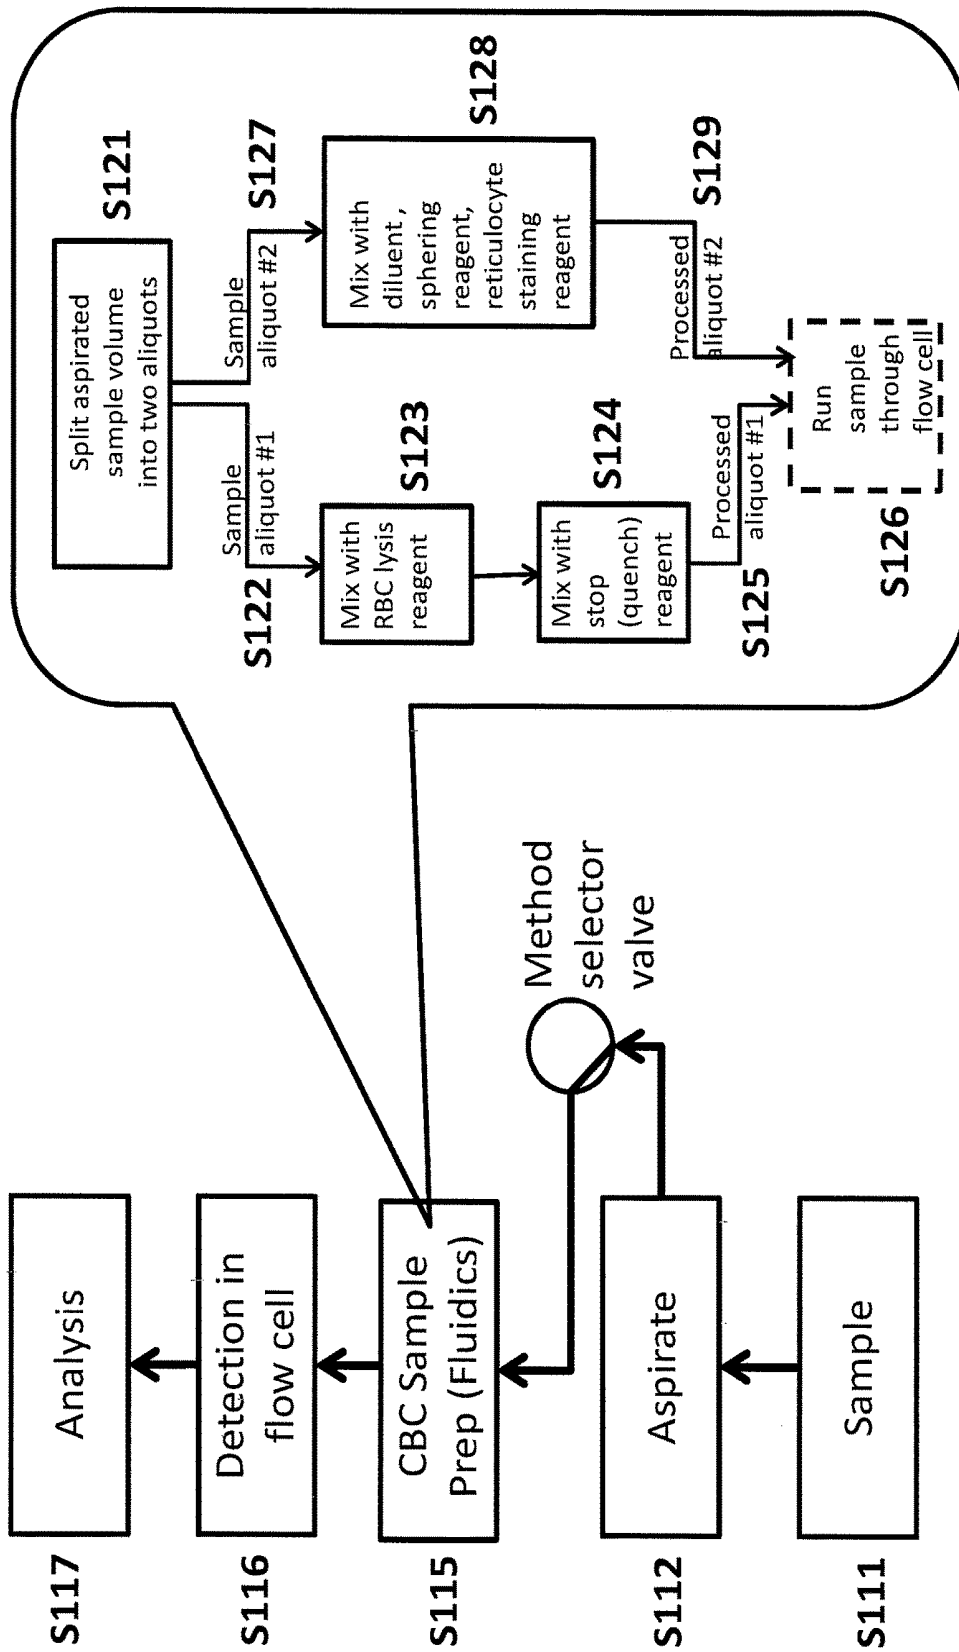 S117
Analysis
S116
Detection in
flow cell
S115
CBC Sample
Prep (Fluidics)
Method
selector
valve
S112
Aspirate
S111
Sample
Split aspirated
sample volume
into two aliquots
S121
S122
Sample
aliquot #1
Sample
aliquot #2
S127
Mix with
RBC lysis
reagent
S123
Mix with
diluent ,
sphering
reagent,
reticulocyte
staining
reagent
S128
Mix with
stop
(quench)
reagent
S124
S125
Processed
aliquot #1
Processed
aliquot #2
S129
S126
Run
sample
through
flow cell